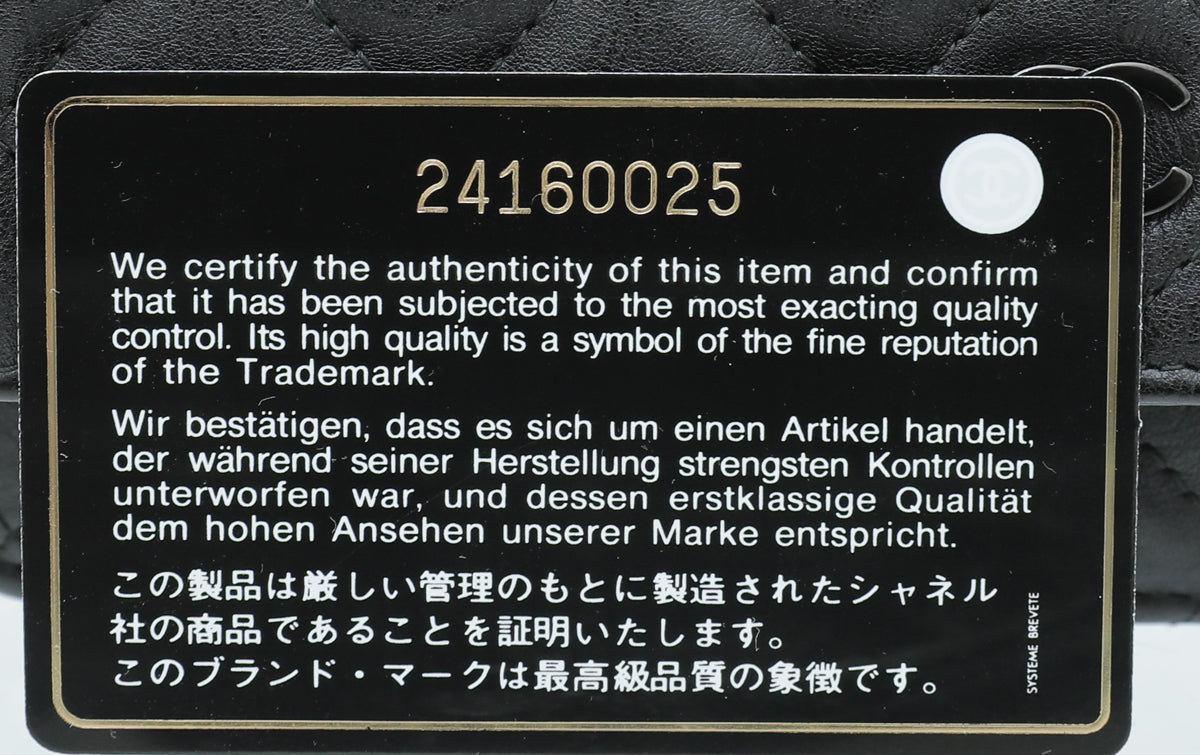 24160025
We certify the authenticity of this item and confirm
that it has been subjected to the most exacting quality
control. Its high quality is a symbol of the fine reputation
of the Trademark.
Wir bestätigen, dass es sich um einen Artikel handelt,
der während seiner Herstellung strengsten Kontrollen
unterworfen war, und dessen erstklassige Qualität
dem hohen Ansehen unserer Marke entspricht.
この製品は厳しい管理のもとに製造されたシャネル
社の商品であることを証明いたします。
このブランド・マークは最高級品質の象徴です。
SYSTEME BREVETE